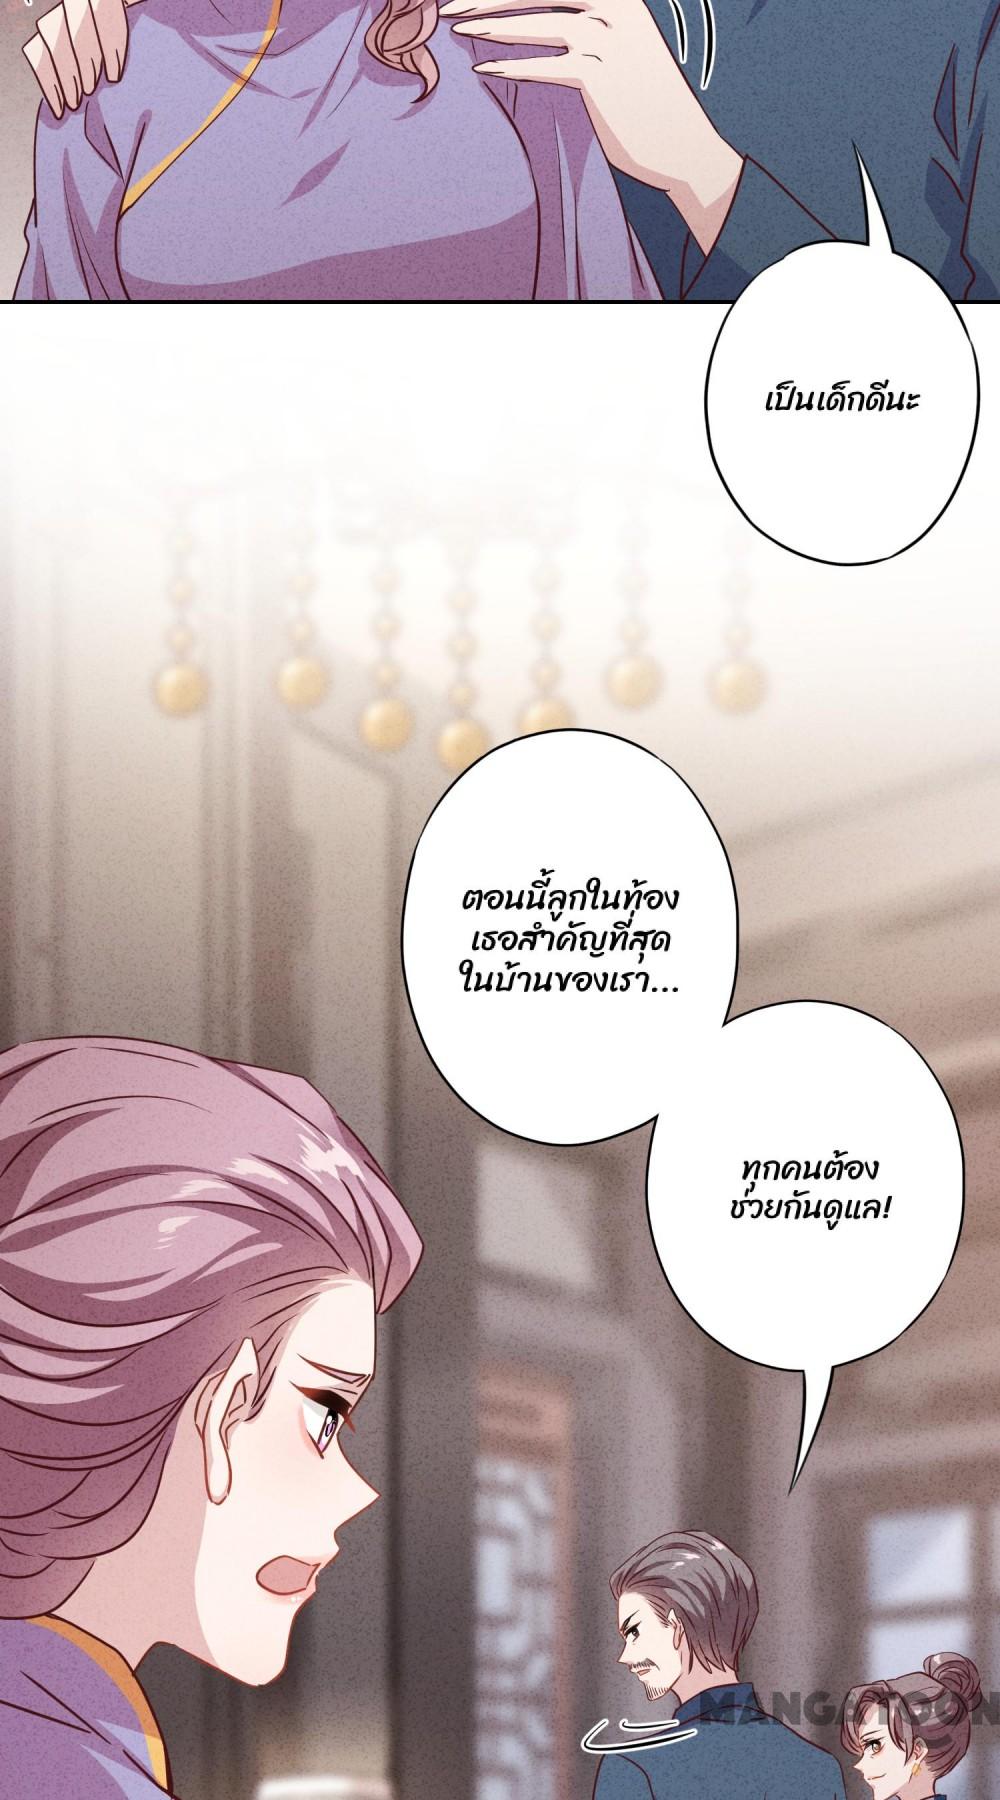 เป็นเด็กดีนะ
ตอนนี้ลูกในท้อง
เธอสำคัญที่สุด
ในบ้านของเรา...
ทุกคนต้อง
ช่วยกันดูแล!
MANGATOON